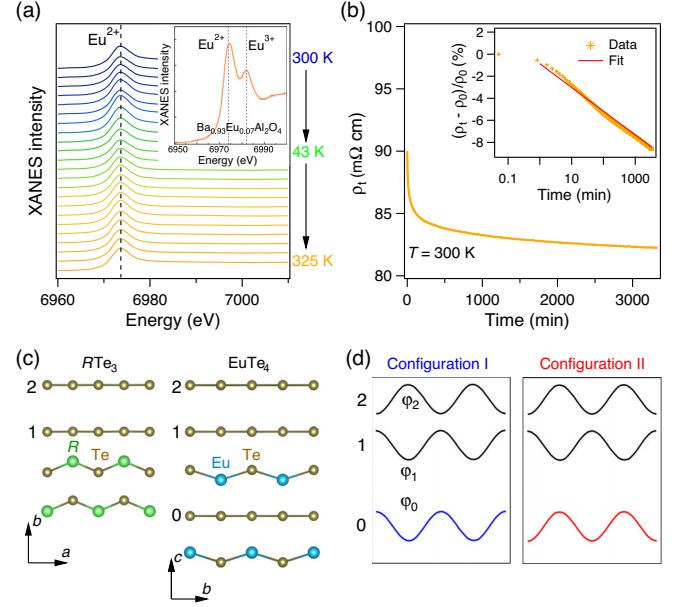 (a)
Eu2+
XANES intensity
6960
6980
7000
Energy (eV)
300 K
43 K
325 K
XANES intensity
Eu2+
Eu3+
Ba0.93Eu0.07Al2O4
6950
6970
6990
Energy (eV)
(b)
ρt (mΩ cm)
100
95
90
85
80
T = 300 K
0
1000
2000
3000
Time (min)
(ρt - ρ0)/ρ0 (%)
0
-2
-4
-6
-8
Data
Fit
0.1
10
1000
Time (min)
(c)
RTe3
EuTe4
2
2
1
1
R
Te
Eu
Te
0
b
a
c
b
(d)
Configuration I
Configuration II
2
φ2
1
φ1
φ0
0